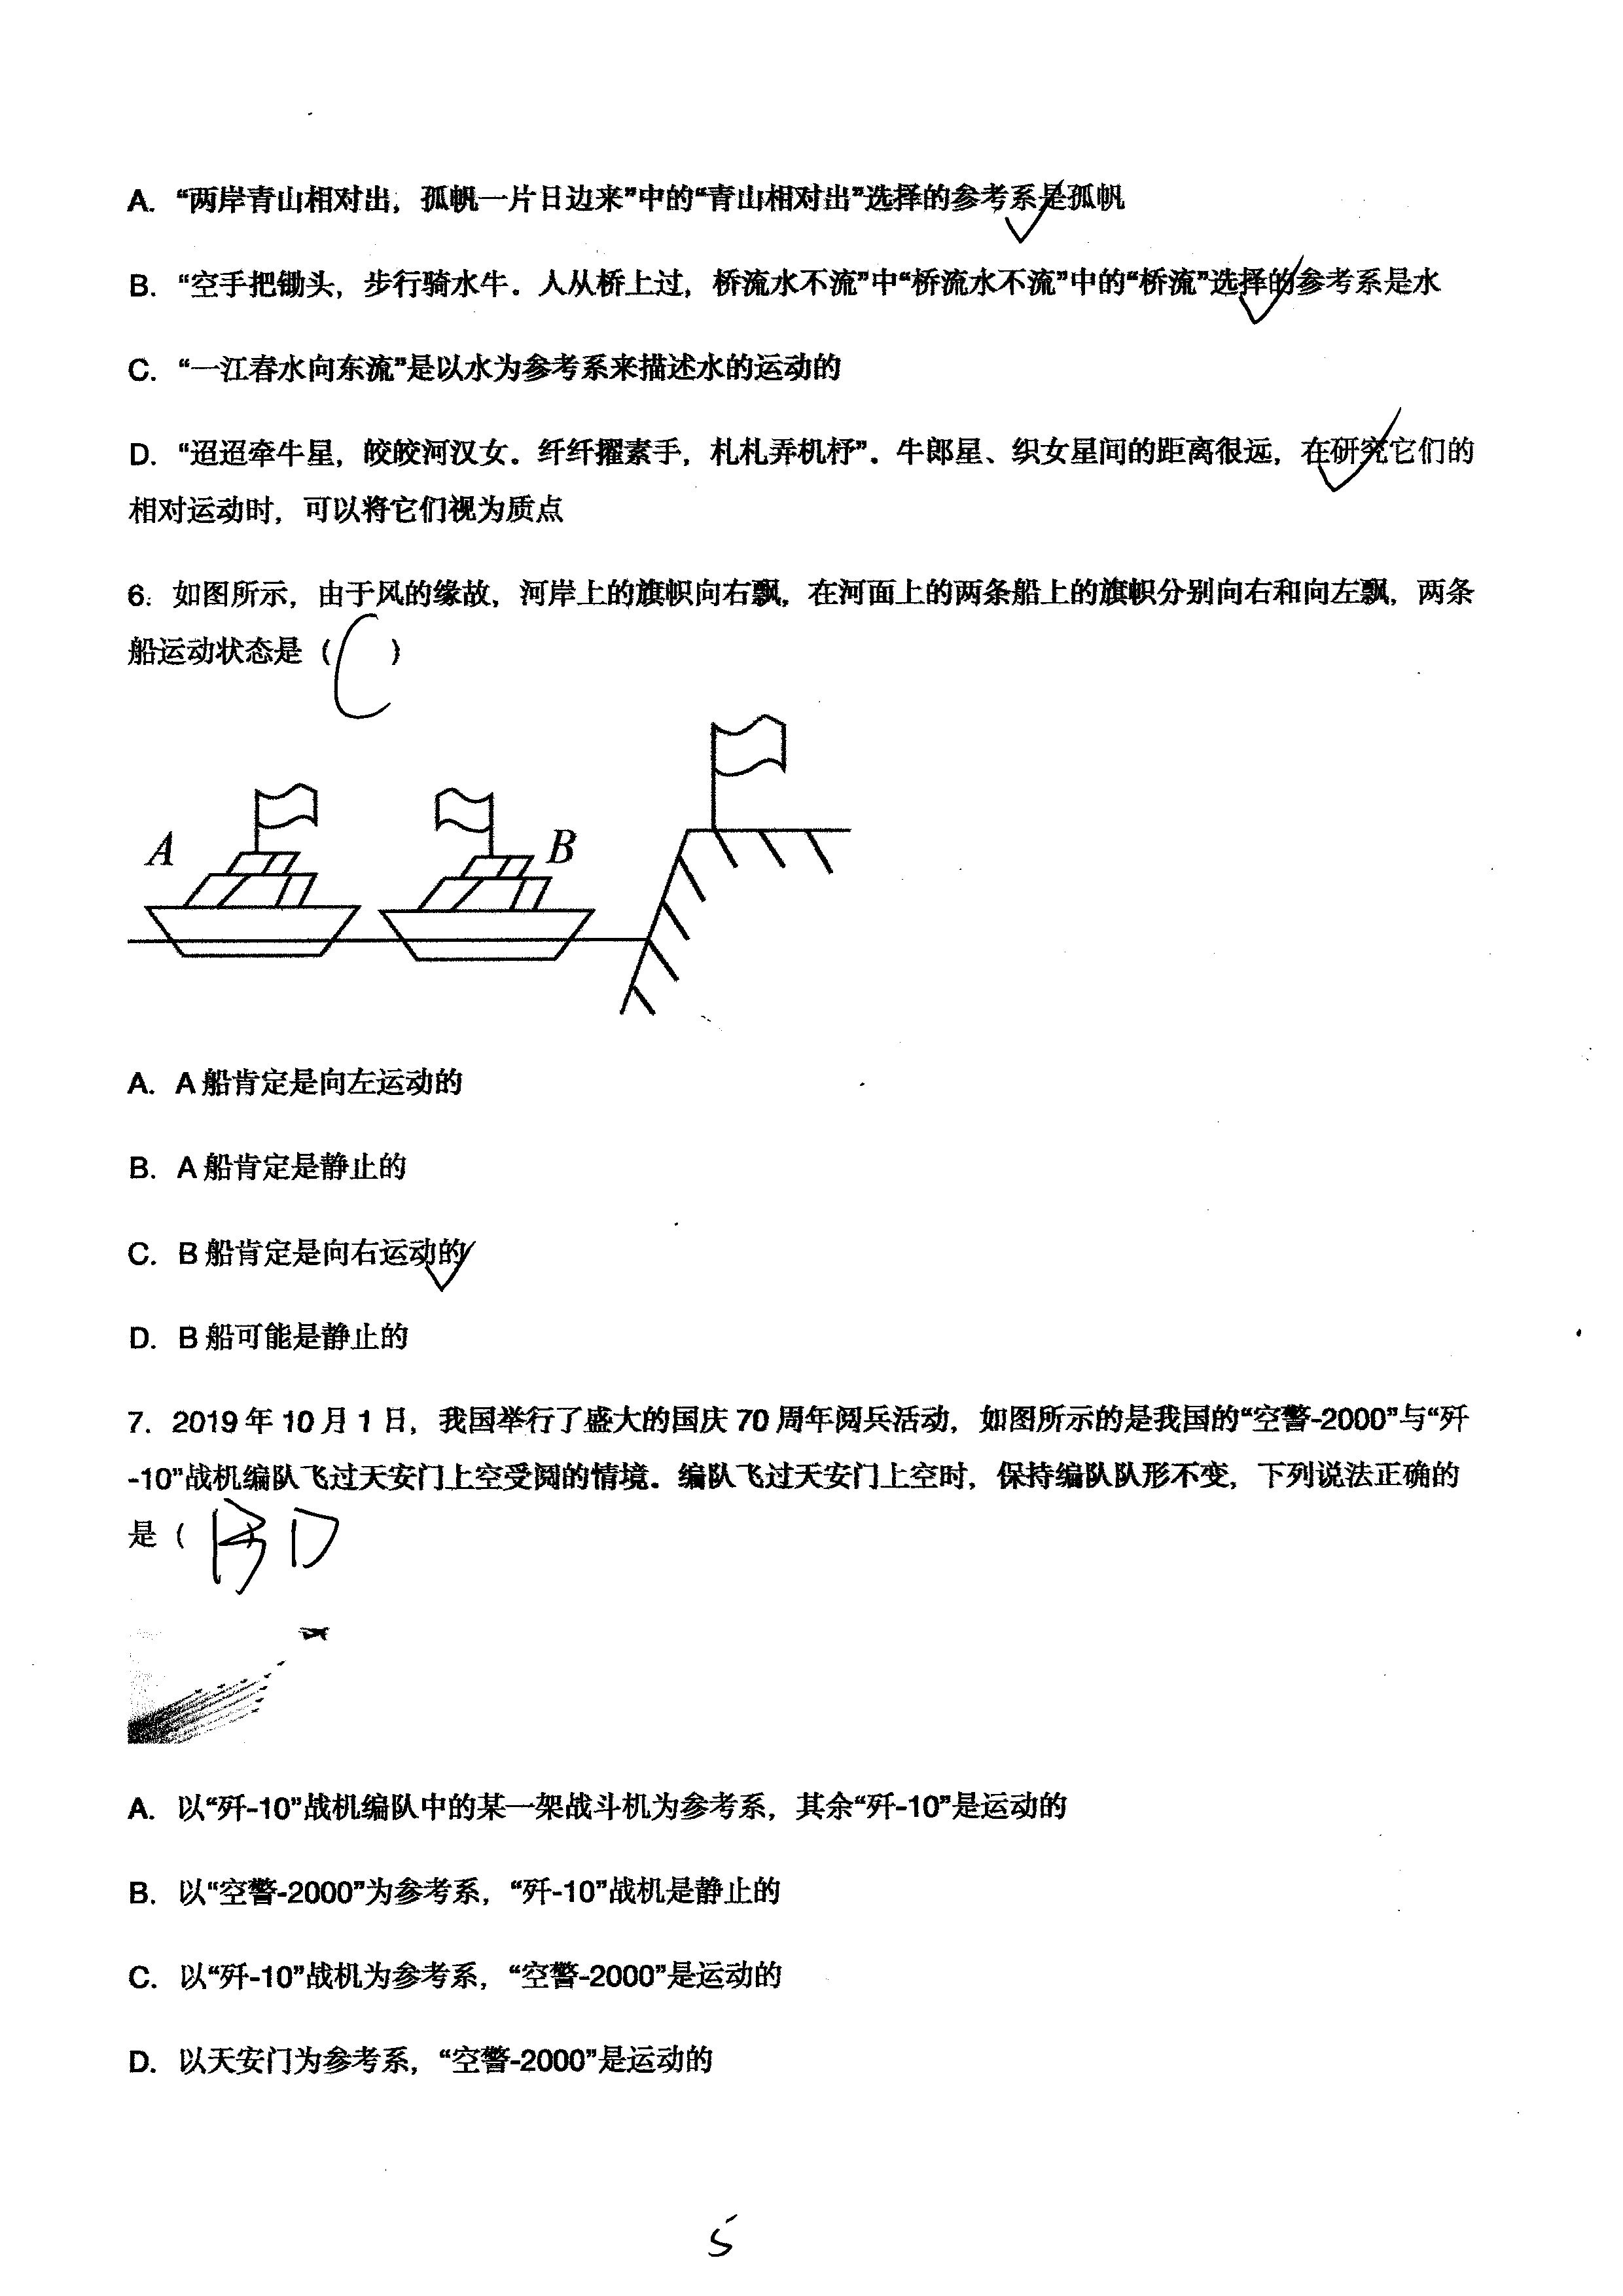 A. “两岸青山相对出，孤帆一片日边来”中的“青山相对出”选择的参考系是孤帆
B. “空手把锄头，步行骑水牛。人从桥上过，桥流水不流”中“桥流水不流”中的“桥流”选择的参考系是水
C. “一江春水向东流”是以水为参考系来描述水的运动的
D. “迢迢牵牛星，皎皎河汉女。纤纤擢素手，札札弄机杼”。牛郎星、织女星间的距离很远，在研究它们的
相对运动时，可以将它们视为质点
6. 如图所示，由于风的缘故，河岸上的旗帜向右飘，在河面上的两条船上的旗帜分别向右和向左飘，两条
船运动状态是（ C ）
A
B
A. A 船肯定是向左运动的
B. A 船肯定是静止的
C. B 船肯定是向右运动的
D. B 船可能是静止的
7. 2019 年 10 月 1 日，我国举行了盛大的国庆 70 周年阅兵活动，如图所示的是我国的“空警-2000”与“歼
-10”战机编队飞过天安门上空受阅的情境。编队飞过天安门上空时，保持编队队形不变，下列说法正确的
是（ BD
A. 以“歼-10”战机编队中的某一架战斗机为参考系，其余“歼-10”是运动的
B. 以“空警-2000”为参考系，“歼-10”战机是静止的
C. 以“歼-10”战机为参考系，“空警-2000”是运动的
D. 以天安门为参考系，“空警-2000”是运动的
5